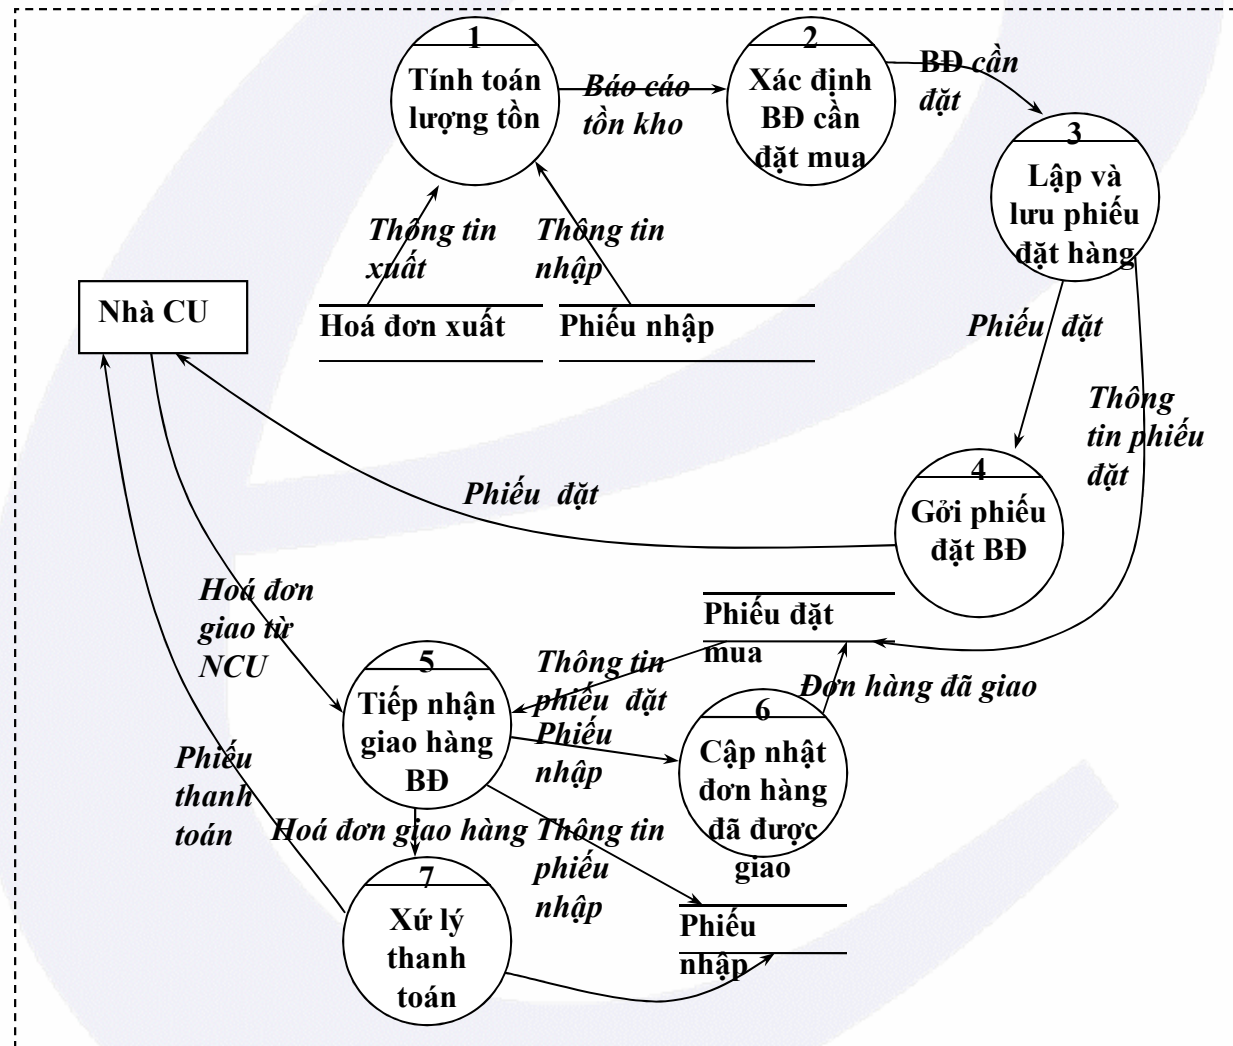 1
Tính toán
lượng tồn
Báo cáo
tồn kho
2
Xác định
BĐ cần
đặt mua
BĐ cần
đặt
3
Lập và
lưu phiếu
đặt hàng
Thông tin
xuất
Thông tin
nhập
Nhà CU
Hoá đơn xuất
Phiếu nhập
Phiếu đặt
Thông
tin phiếu
đặt
4
Gởi phiếu
đặt BĐ
Phiếu đặt
Hoá đơn
giao từ
NCU
Phiếu đặt
mua
5
Tiếp nhận
giao hàng
BĐ
Thông tin
phiếu đặt
Phiếu
nhập
Đơn hàng đã giao
6
Cập nhật
đơn hàng
đã được
giao
Phiếu
thanh
toán
Hoá đơn giao hàng
Thông tin
phiếu
nhập
7
Xứ lý
thanh
toán
Phiếu
nhập